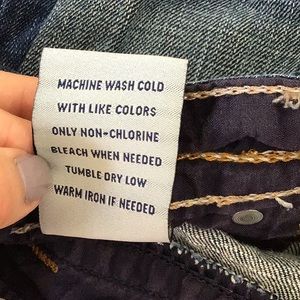 MACHINE WASH COLD
WITH LIKE COLORS
ONLY NON-CHLORINE
BLEACH WHEN NEEDED
TUMBLE DRY LOW
WARM IRON IF NEEDED